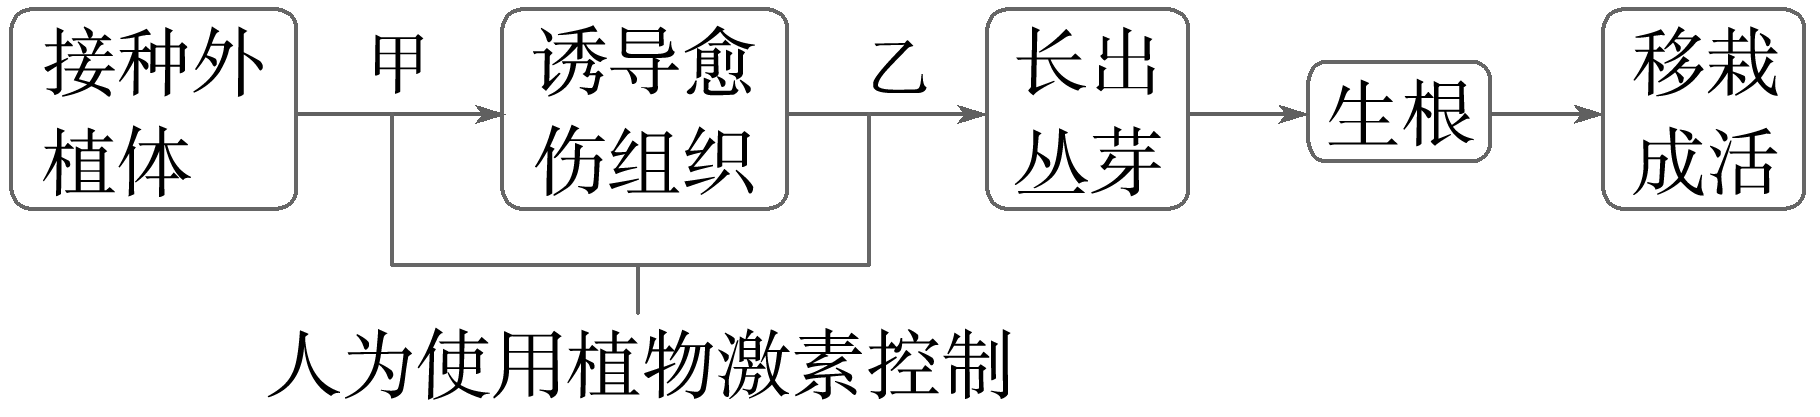 接种外
植体
甲
诱导愈
伤组织
乙
长出
丛芽
生根
移栽
成活
人为使用植物激素控制